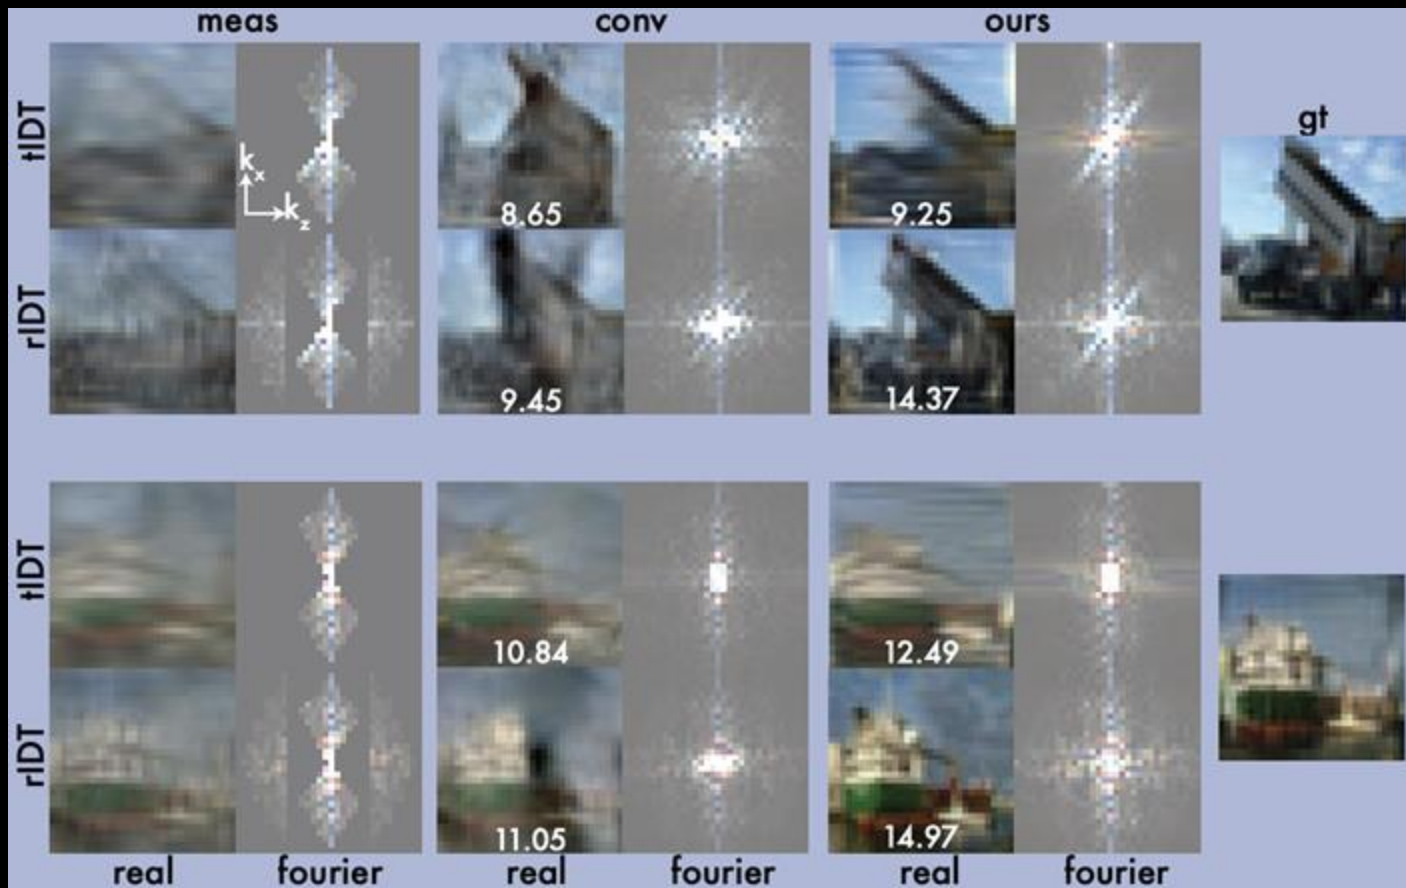 meas conv ours
tIDT
kx
kz
8.65 9.25
gt
rIDT
9.45 14.37
tIDT
10.84 12.49
rIDT
11.05 14.97
real fourier real fourier real fourier